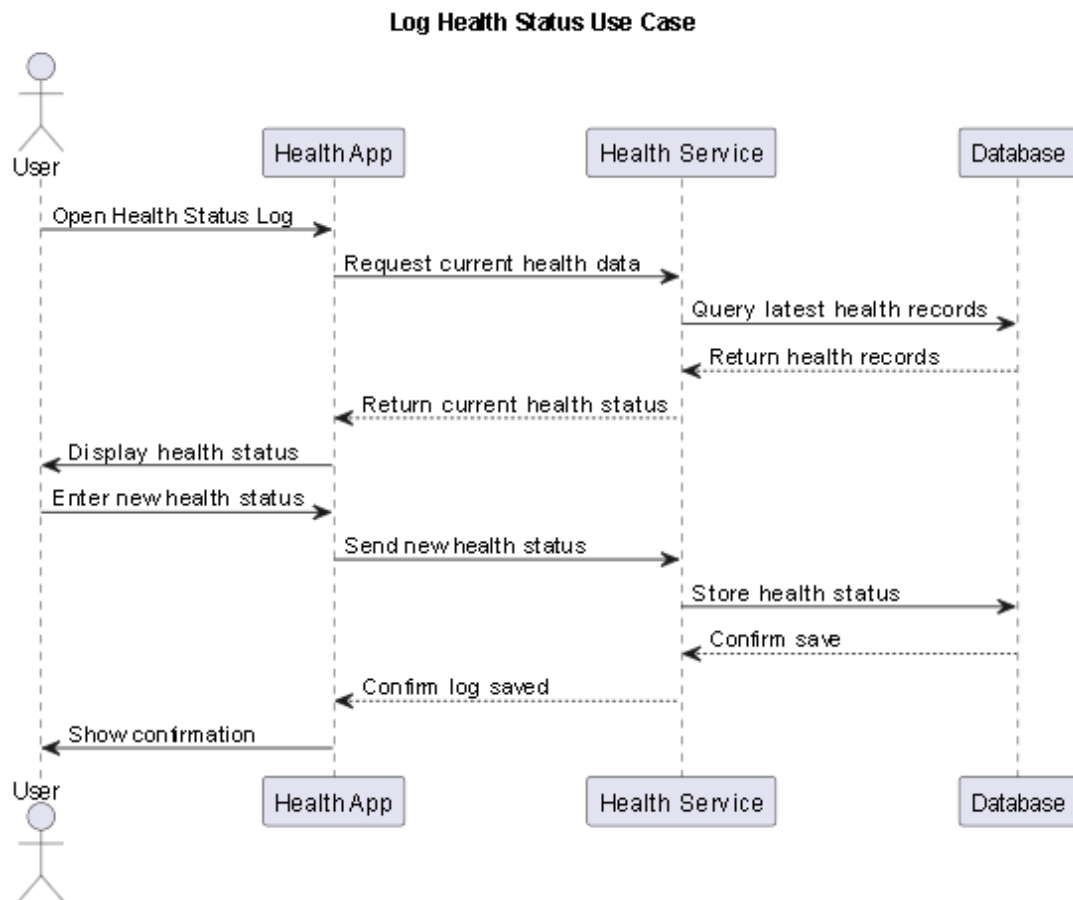 Log Health Status Use Case
User
Health App
Health Service
Database
Open Health Status Log
Request current health data
Query latest health records
Return health records
Return current health status
Display health status
Enter new health status
Send new health status
Store health status
Confirm save
Confirm log saved
Show confirmation
User
Health App
Health Service
Database